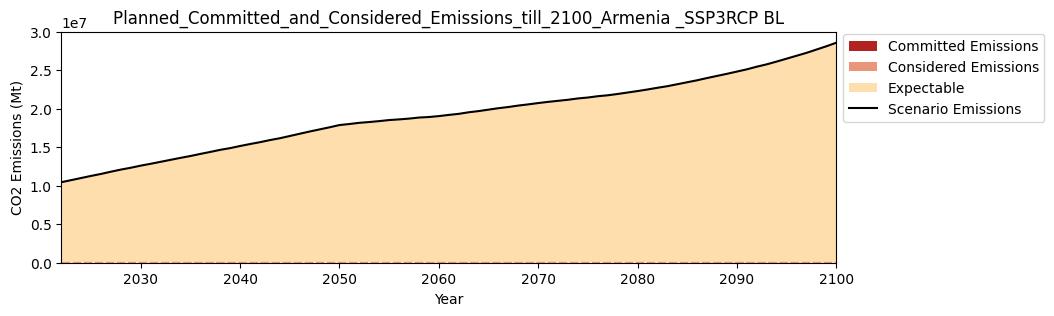 Planned_Committed_and_Considered_Emissions_till_2100_Armenia _SSP3RCP BL
1e7
3.0
2.5
2.0
1.5
1.0
0.5
0.0
CO2 Emissions (Mt)
2030 2040 2050 2060 2070 2080 2090 2100
Year
Committed Emissions
Considered Emissions
Expectable
Scenario Emissions